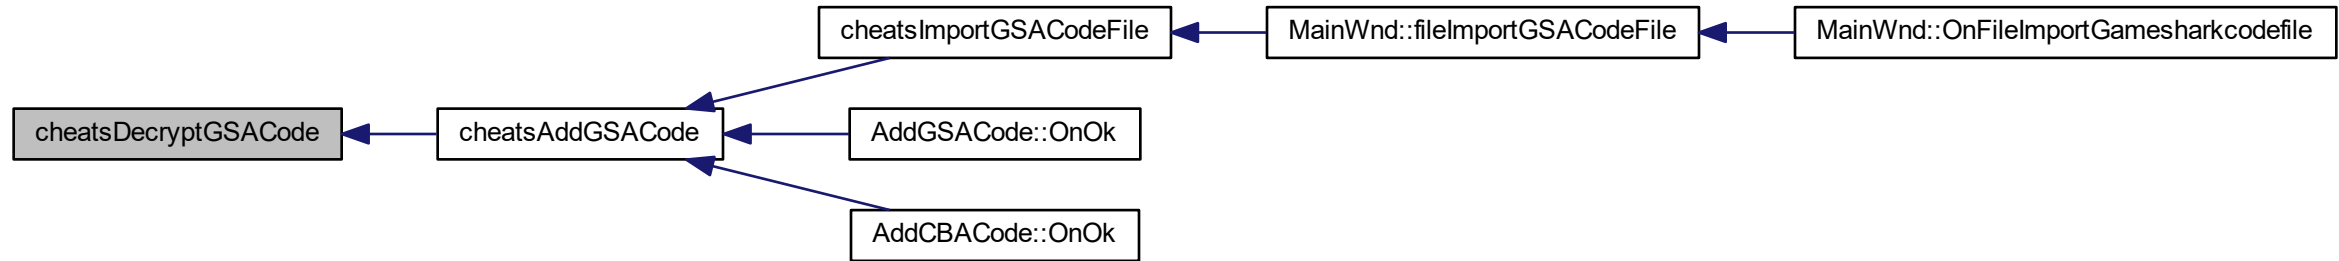 cheatsImportGSACodeFile
MainWnd::fileImportGSACodeFile
MainWnd::OnFileImportGamesharkcodefile
cheatsDecryptGSACode
cheatsAddGSACode
AddGSACode::OnOk
AddCBACode::OnOk